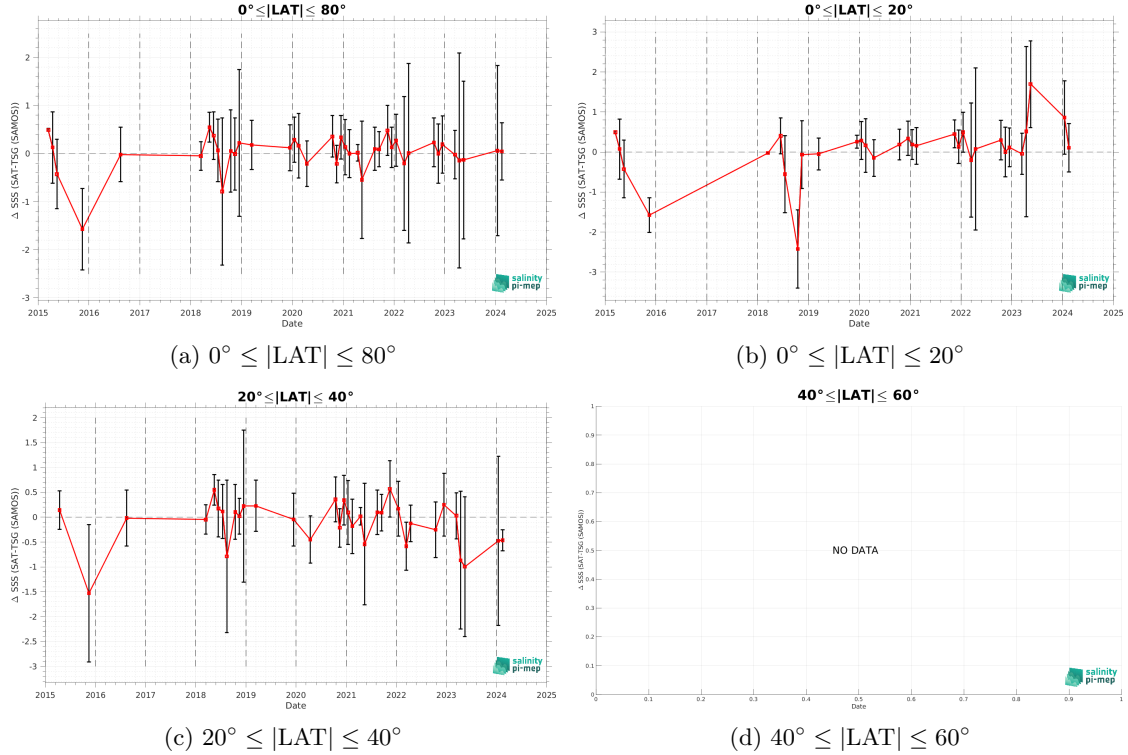 0°≤|LAT|≤ 80°
Δ SSS (SAT-TSG (SAMOS))
2
1
0
-1
-2
-3
2015 2016 2017 2018 2019 2020 2021 2022 2023 2024 2025
Date
salinity
pi-mep
(a) 0° ≤ |LAT| ≤ 80°
0°≤|LAT|≤ 20°
Δ SSS (SAT-TSG (SAMOS))
3
2
1
0
-1
-2
-3
2015 2016 2017 2018 2019 2020 2021 2022 2023 2024 2025
Date
salinity
pi-mep
(b) 0° ≤ |LAT| ≤ 20°
20°≤|LAT|≤ 40°
Δ SSS (SAT-TSG (SAMOS))
2
1.5
1
0.5
0
-0.5
-1
-1.5
-2
-2.5
-3
2015 2016 2017 2018 2019 2020 2021 2022 2023 2024 2025
Date
salinity
pi-mep
(c) 20° ≤ |LAT| ≤ 40°
40°≤|LAT|≤ 60°
Δ SSS (SAT-TSG (SAMOS))
1
0.9
0.8
0.7
0.6
0.5
0.4
0.3
0.2
0.1
0
NO DATA
0 0.1 0.2 0.3 0.4 0.5 0.6 0.7 0.8 0.9 1
Date
salinity
pi-mep
(d) 40° ≤ |LAT| ≤ 60°